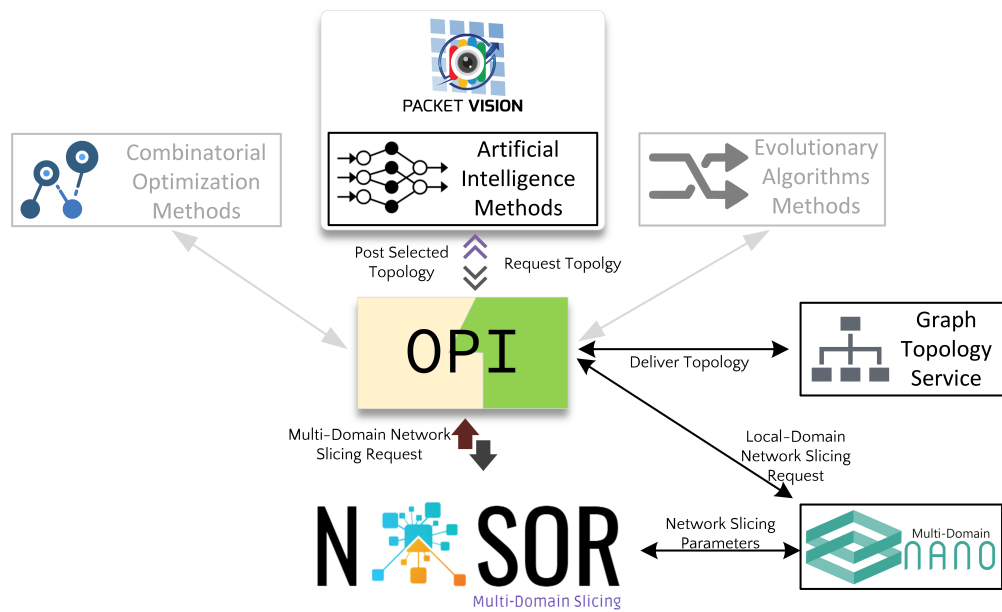 PACKET VISION
Combinatorial
Optimization
Methods
Artificial
Intelligence
Methods
Evolutionary
Algorithms
Methods
Post Selected
Topology
Request Topolgy
OPI
Graph
Topology
Service
Deliver Topology
Multi-Domain Network
Slicing Request
Local-Domain
Network Slicing
Request
N SOR
Multi-Domain Slicing
Network Slicing
Parameters
Multi-Domain
NANO